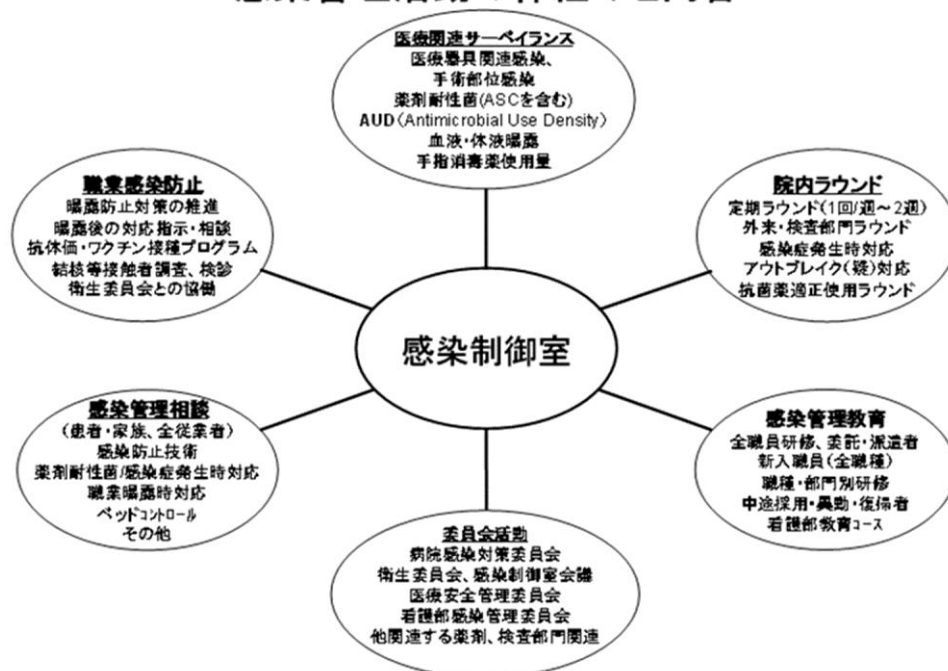 医療関連サーベイランス
医療器具関連感染、
手術部位感染
薬剤耐性菌(ASCを含む)
AUD(Antimicrobial Use Density)
血液・体液曝露
手指消毒薬使用量
職業感染防止
曝露防止対策の推進
曝露後の対応指示・相談
抗体価・ワクチン接種プログラム
結核等接触者調査、検診
衛生委員会との協働
院内ラウンド
定期ラウンド(1回/週～2週)
外来・検査部門ラウンド
感染症発生時対応
アウトブレイク(疑)対応
抗菌薬適正使用ラウンド
感染制御室
感染管理相談
(患者・家族、全従業者)
感染防止技術
薬剤耐性菌/感染症発生時対応
職業曝露時対応
ベッドコントロール
その他
感染管理教育
全職員研修、委託・派遣者
新入職員(全職種)
職種・部門別研修
中途採用・異動・復帰者
看護部教育コース
委員会活動
病院感染対策委員会
衛生委員会、感染制御室会議
医療安全管理委員会
看護部感染管理委員会
他関連する薬剤、検査部門関連